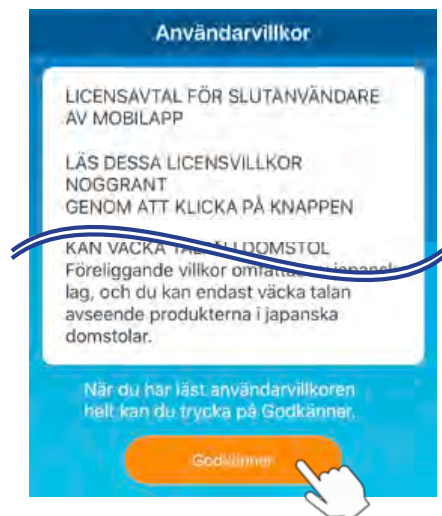 Användarvillkor
LICENSAVTAL FÖR SLUTANVÄNDARE
AV MOBILAPP
LÄS DESSA LICENSVILLKOR
NOGGRANT
GENOM ATT KLICKA PÅ KNAPPEN
KAN VÄCKA DOMSTOL
Föreliggande villkor japansk
lag, och du kan endast väcka talan
avseende produkterna i japanska
domstolar.
När du har läst användarvillkoren
helt kan du trycka på Godkänner.
Godkänner